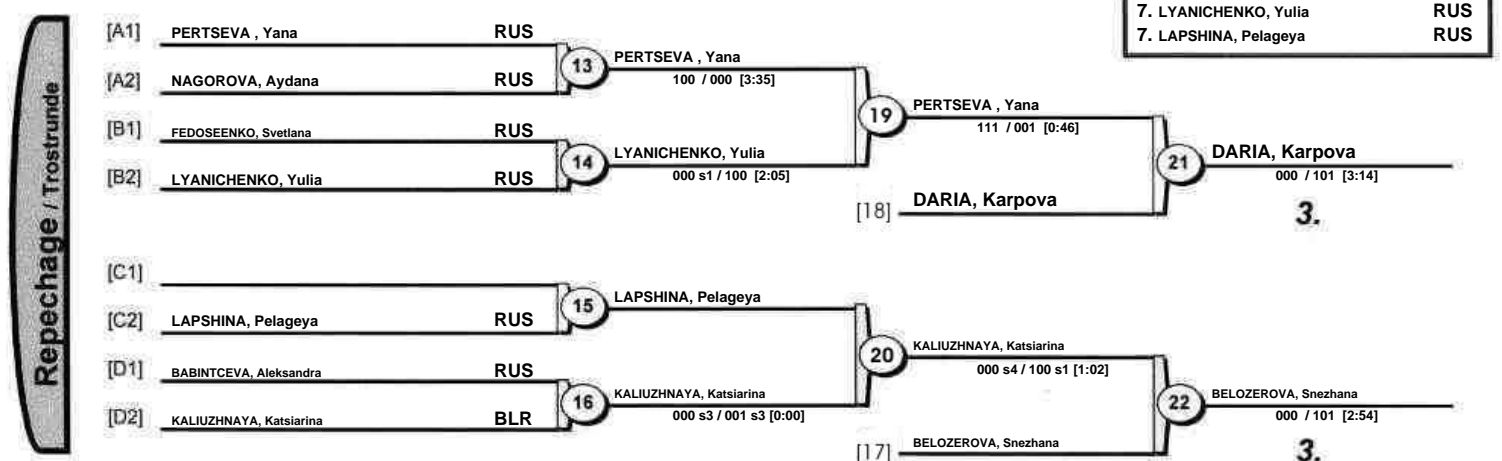 7. LYANICHENKO, Yulia RUS
7. LAPSHINA, Pelageya RUS
Repechage / Trostrunde
[A1] PERTSEVA , Yana RUS
[A2] NAGOROVA, Aydana RUS
13 PERTSEVA , Yana
100 / 000 [3:35]
[B1] FEDOSEENKO, Svetlana RUS
[B2] LYANICHENKO, Yulia RUS
14 LYANICHENKO, Yulia
000 s1 / 100 [2:05]
19 PERTSEVA , Yana
111 / 001 [0:46]
[18] DARIA, Karpova
21 DARIA, Karpova
000 / 101 [3:14]
3.
[C1]
[C2] LAPSHINA, Pelageya RUS
15 LAPSHINA, Pelageya
[D1] BABINTCEVA, Aleksandra RUS
[D2] KALIUZHNAYA, Katsiarina BLR
16 KALIUZHNAYA, Katsiarina
000 s3 / 001 s3 [0:00]
20 KALIUZHNAYA, Katsiarina
000 s4 / 100 s1 [1:02]
[17] BELOZEROVA, Snezhana
22 BELOZEROVA, Snezhana
000 / 101 [2:54]
3.